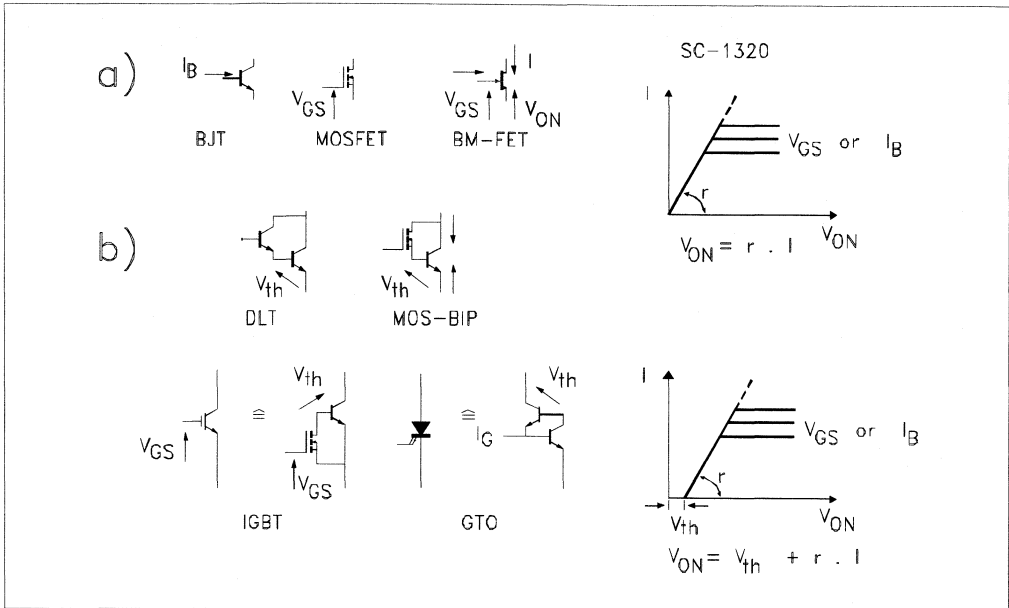 a)
I_B
BJT
V_GS
MOSFET
V_GS
I
V_ON
BM-FET
SC-1320
I
V_GS or I_B
r
V_ON
V_ON = r . I
b)
V_th
DLT
V_th
MOS-BIP
V_GS
≙
V_th
V_GS
IGBT
≙
I_G
V_th
GTO
I
V_GS or I_B
r
V_th
V_ON
V_ON = V_th + r . I